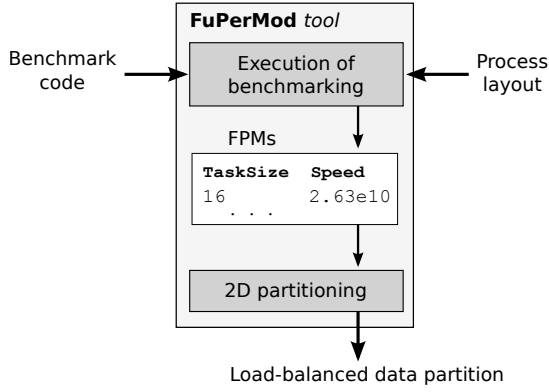 FuPerMod tool
Benchmark
code
Execution of
benchmarking
Process
layout
FPMs
TaskSize Speed
16 2.63e10
. . .
2D partitioning
Load-balanced data partition